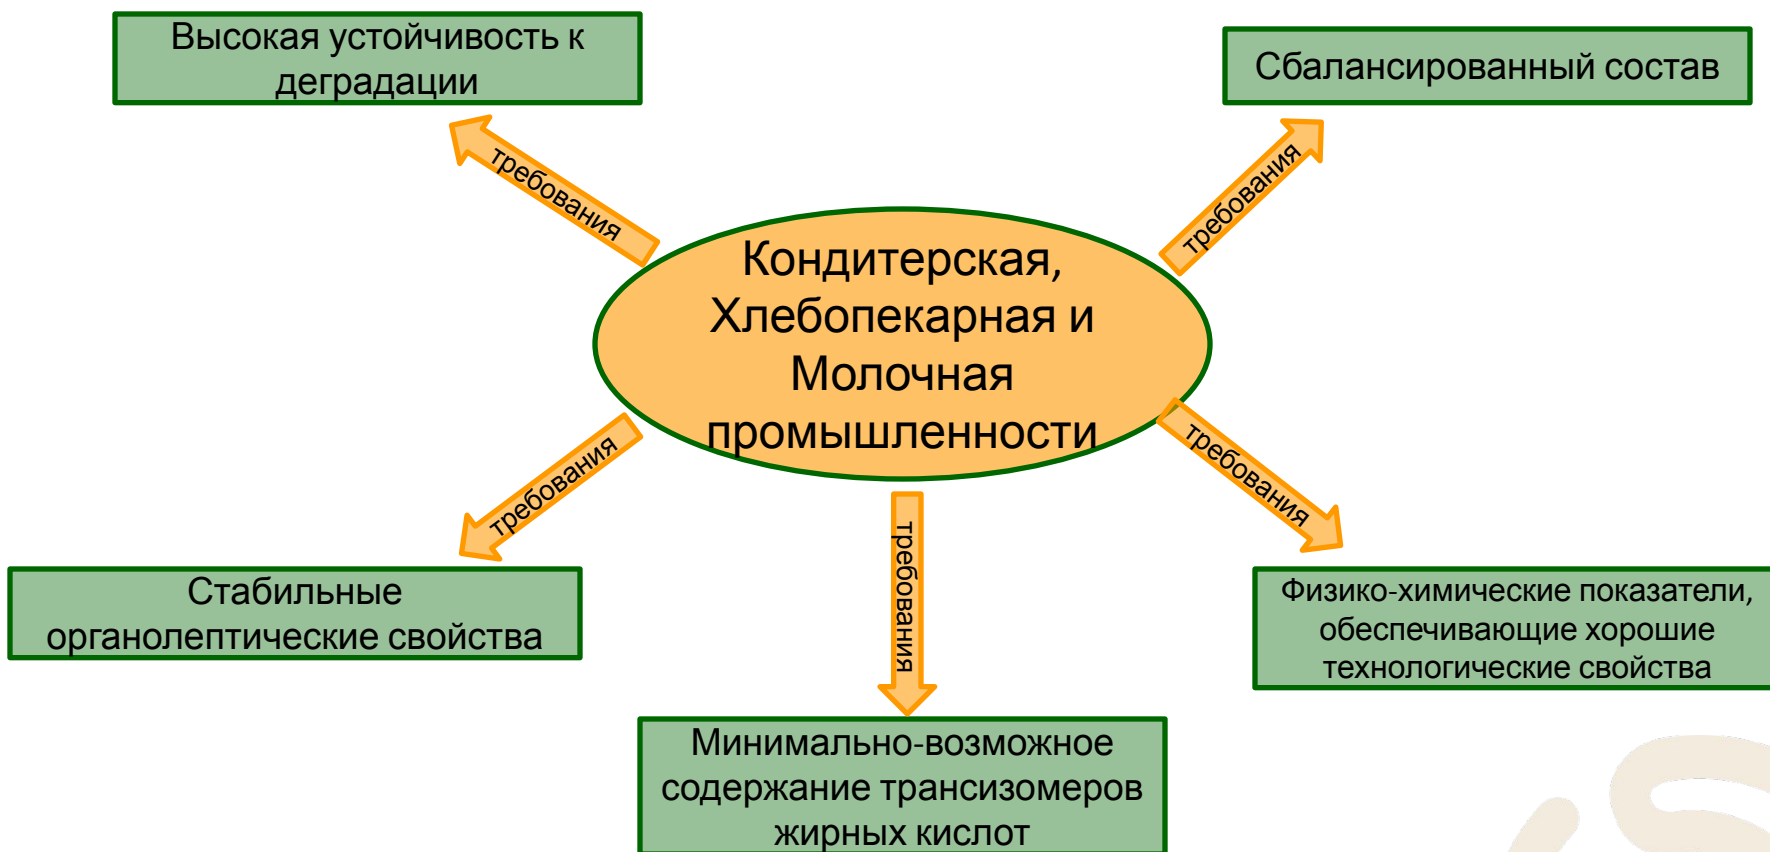 Высокая устойчивость к
деградации
Сбалансированный состав
требования
требования
Кондитерская,
Хлебопекарная и
Молочная
промышленности
требования
требования
требования
Стабильные
органолептические свойства
Физико-химические показатели,
обеспечивающие хорошие
технологические свойства
Минимально-возможное
содержание трансизомеров
жирных кислот